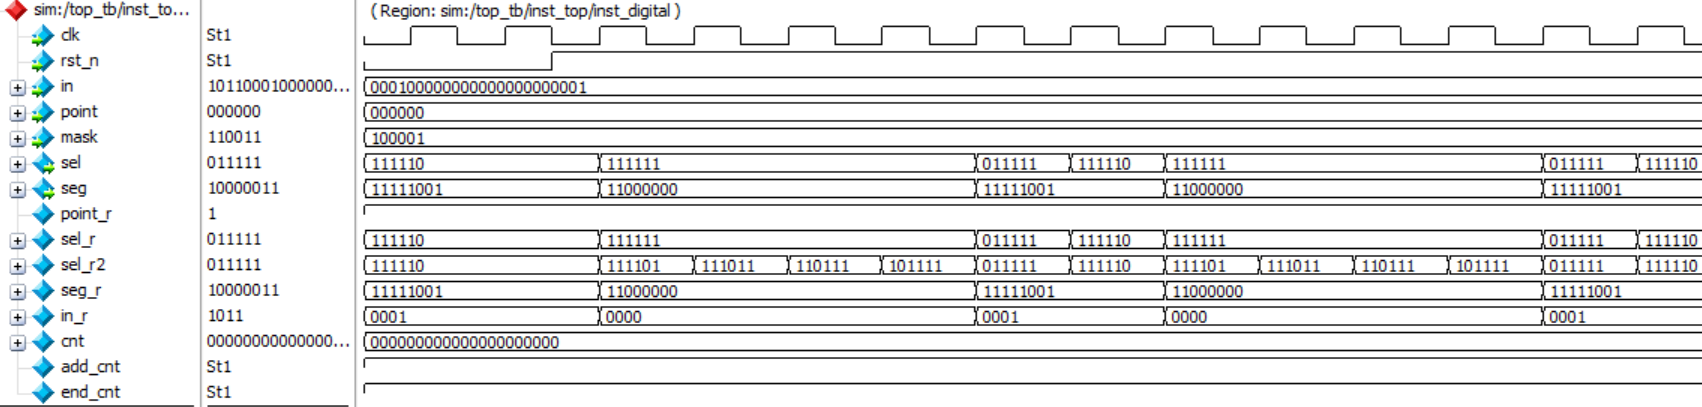 sim:/top_tb/inst_to... ( Region: sim:/top_tb/inst_top/inst_digital )
clk St1
rst_n St1
in 10110001000000... 000100000000000000000001
point 000000 000000
mask 110011 100001
sel 011111 111110 111111 011111 111110 111111 011111 111110
seg 10000011 11111001 11000000 11111001 11000000 11111001
point_r 1
sel_r 011111 111110 111111 011111 111110 111111 011111 111110
sel_r2 011111 111110 111101 111011 110111 101111 011111 111110 111101 111011 110111 101111 011111 111110
seg_r 10000011 11111001 11000000 11111001 11000000 11111001
in_r 1011 0001 0000 0001 0000 0001
cnt 00000000000000... 000000000000000000000
add_cnt St1
end_cnt St1